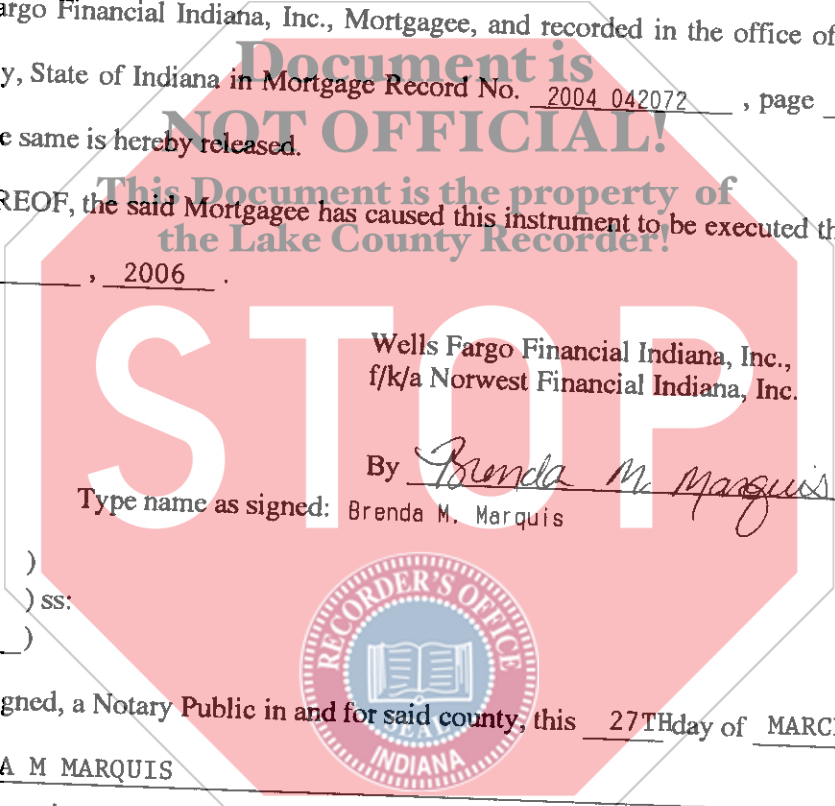 argo Financial Indiana, Inc., Mortgagee, and recorded in the office of
Document is
y, State of Indiana in Mortgage Record No. 2004 042072 , page
NOT OFFICIAL!
e same is hereby released.
This Document is the property of
REOF, the said Mortgagee has caused this instrument to be executed th
the Lake County Recorder!
, 2006 .
STOP
Wells Fargo Financial Indiana, Inc.,
f/k/a Norwest Financial Indiana, Inc.
By Brenda M. Marquis
Type name as signed: Brenda M. Marquis
)
) ss:
)
RECORDER'S OFFICE
SEAL
INDIANA
gned, a Notary Public in and for said county, this 27TH day of MARC
A M MARQUIS